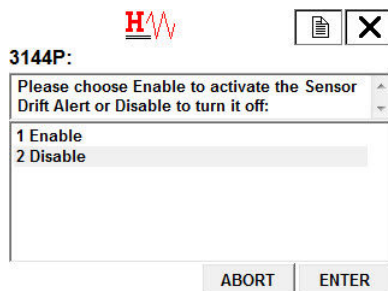 H
3144P:
Please choose Enable to activate the Sensor
Drift Alert or Disable to turn it off:
1 Enable
2 Disable
ABORT ENTER